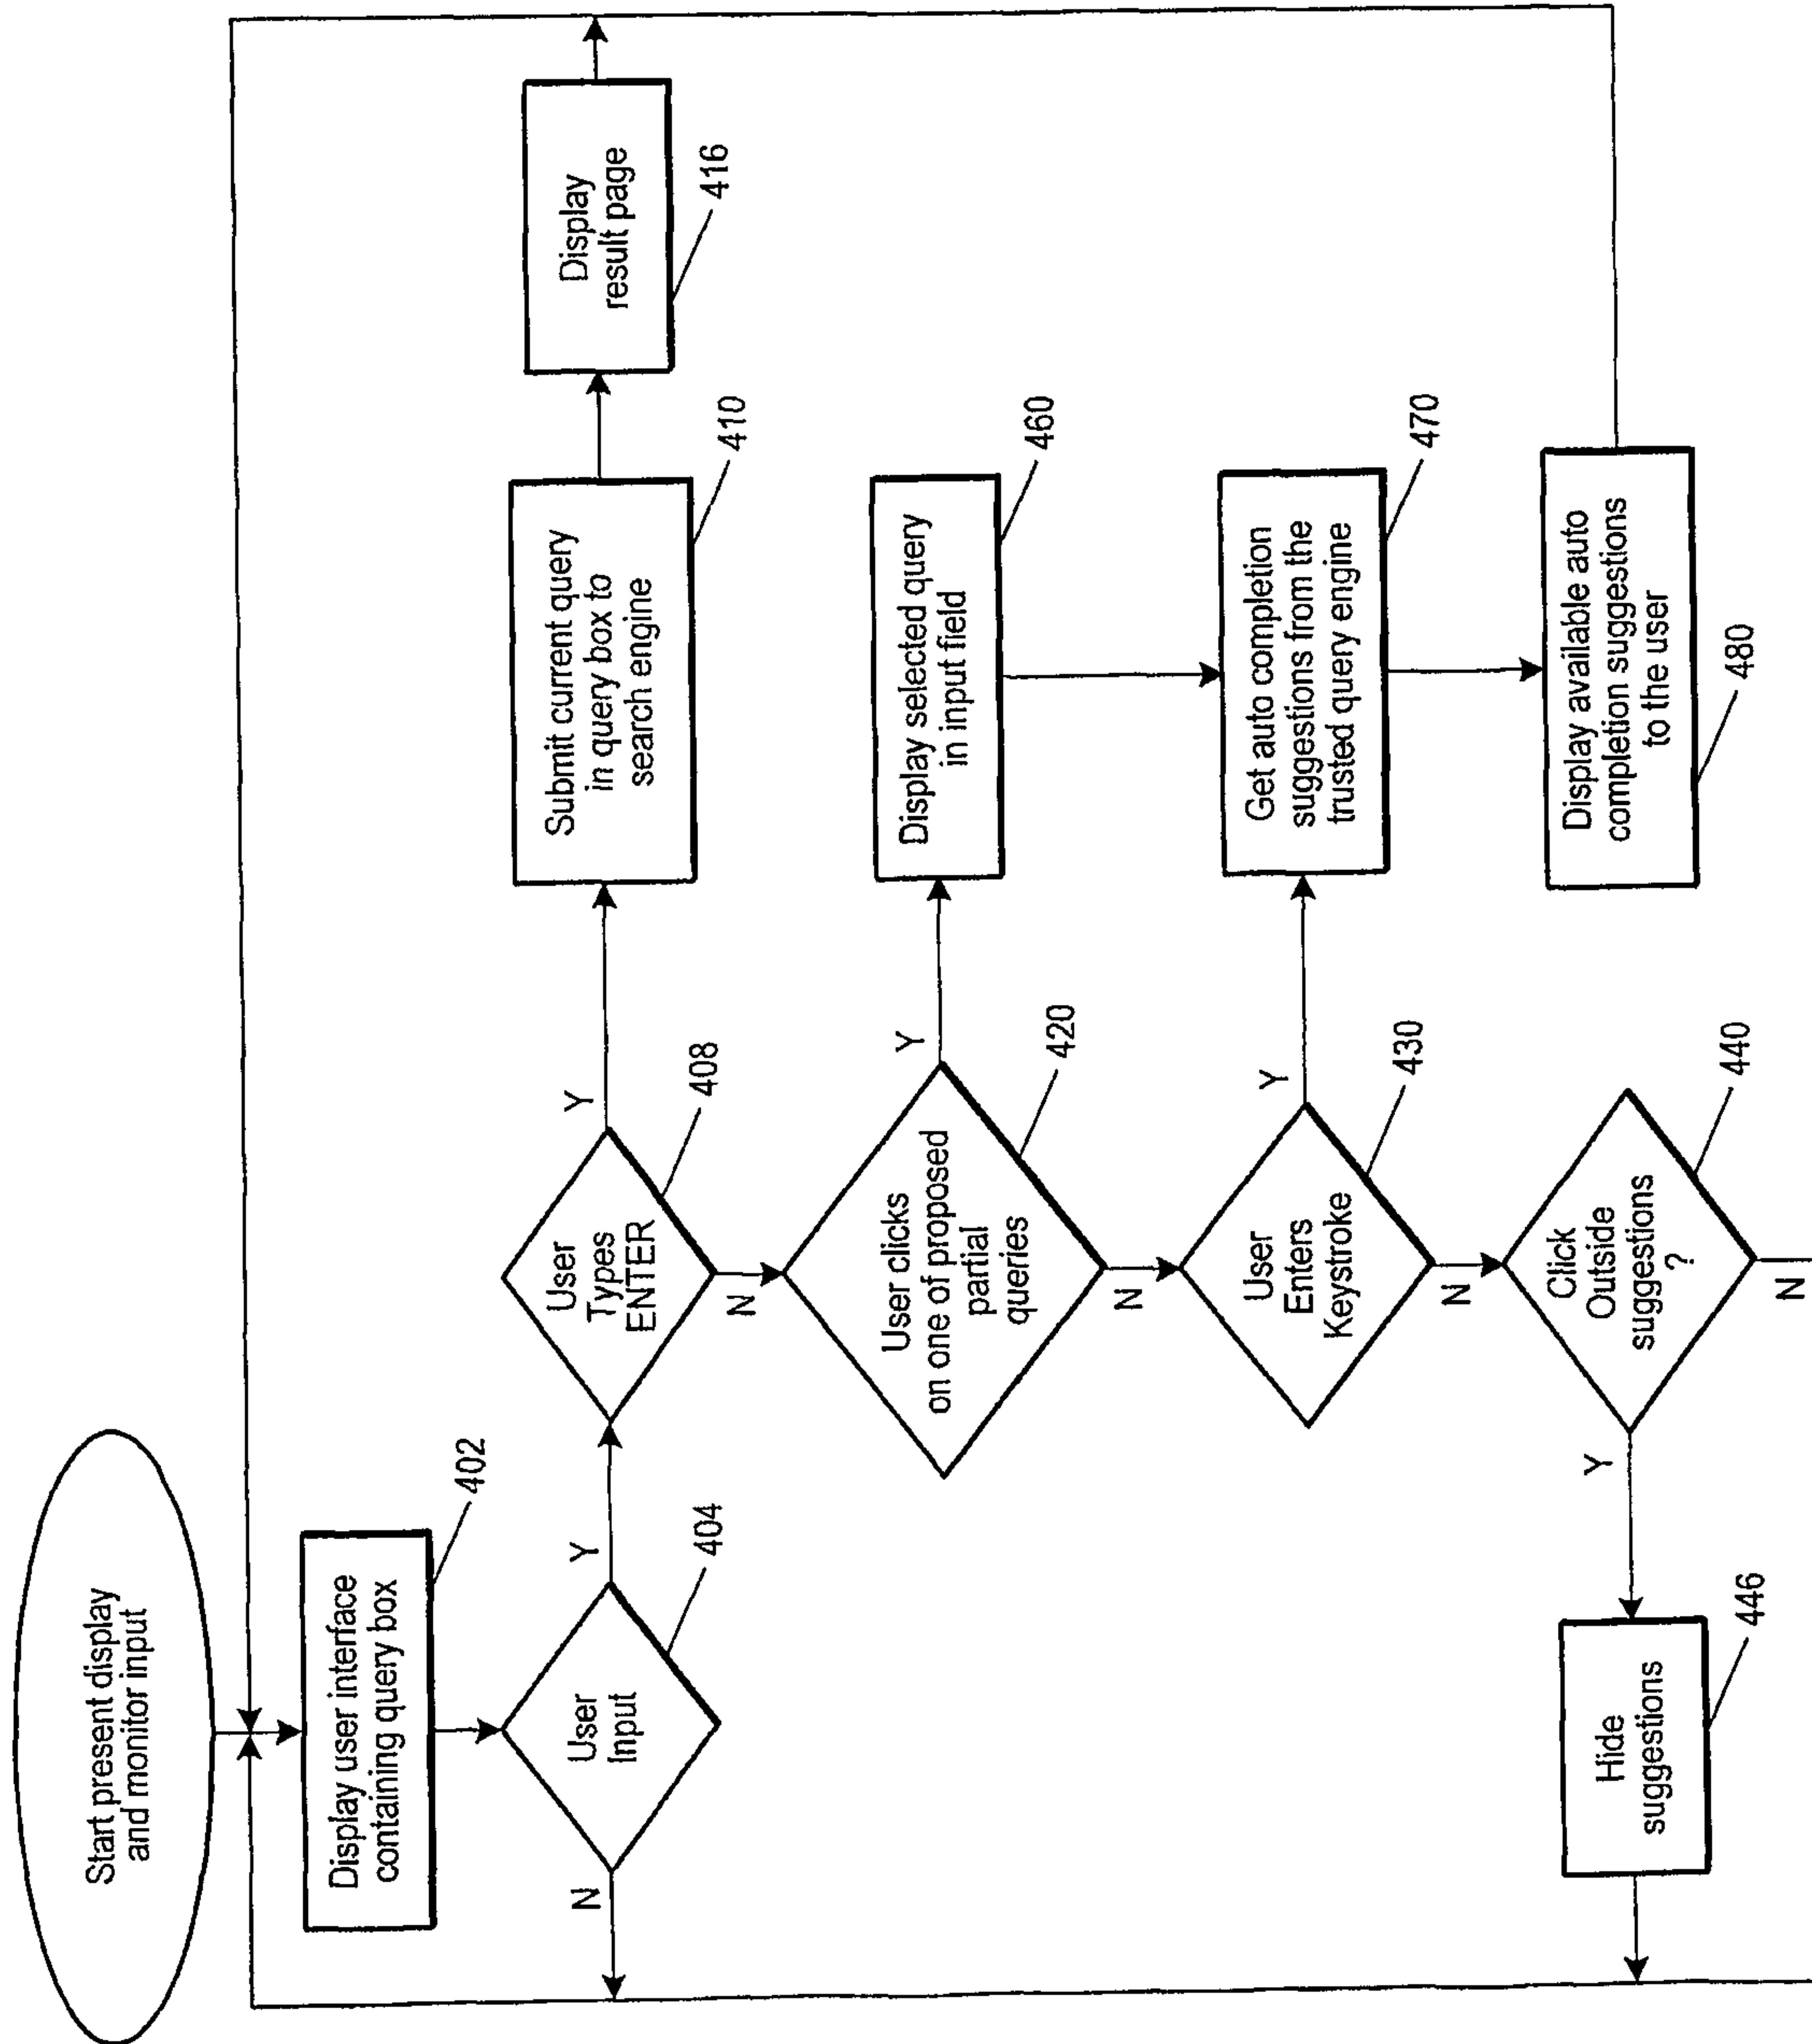 Start present display
and monitor input
Display user interface
containing query box
402
User
Input
404
Y
N
User
Types
ENTER
408
Y
N
Submit current query
in query box to
search engine
410
Display
result page
416
User clicks
on one of proposed
partial
queries
420
Y
N
Display selected query
in input field
460
User
Enters
Keystroke
430
Y
N
Get auto completion
suggestions from the
trusted query engine
470
Display available auto
completion suggestions
to the user
480
Click
Outside
suggestions
?
440
Y
N
Hide
suggestions
446